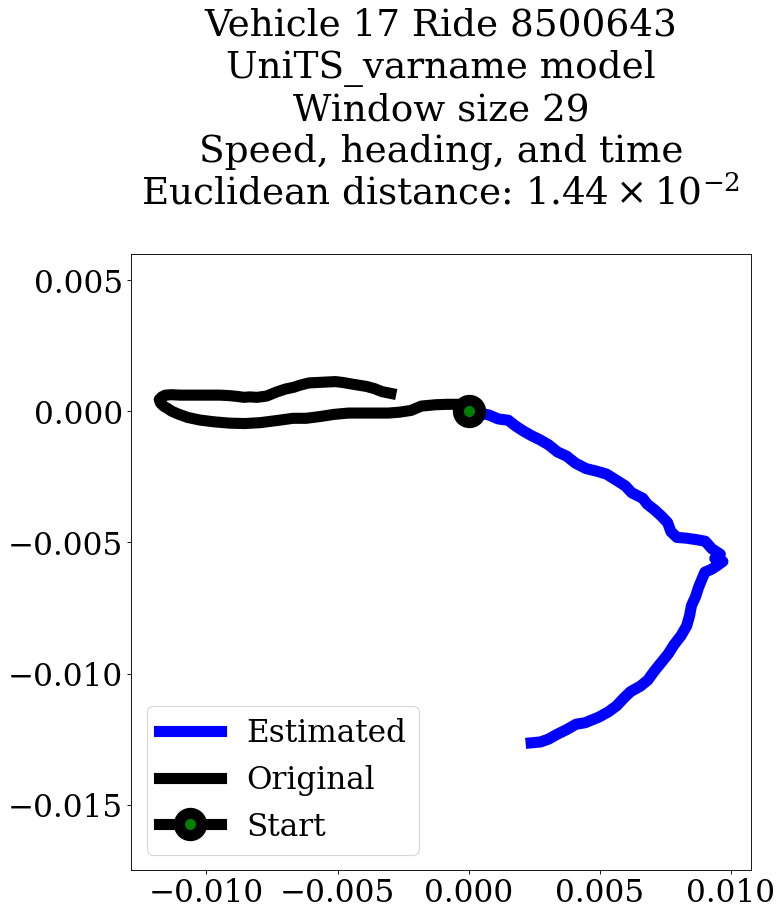 Vehicle 17 Ride 8500643
UniTS_varname model
Window size 29
Speed, heading, and time
Euclidean distance: 1.44 × 10⁻²
0.005
0.000
−0.005
−0.010
−0.015
Estimated
Original
Start
−0.010 −0.005 0.000 0.005 0.010